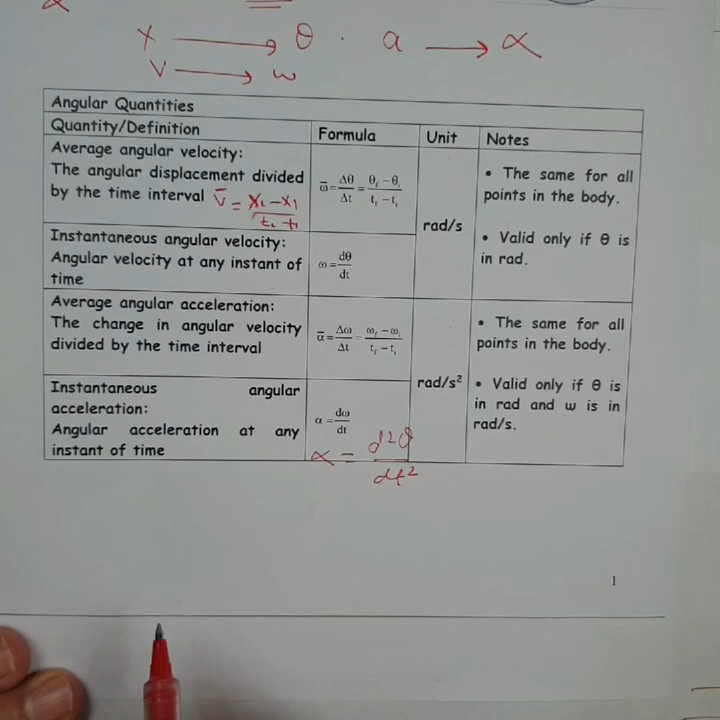 x → θ . a → α
v → ω
Angular Quantities
Quantity/Definition Formula Unit Notes
Average angular velocity:
The angular displacement divided
by the time interval v̅ = x₂ - x₁ / t₂ - t₁
ω̅ = Δθ/Δt = θf - θi / tf - ti
rad/s
• The same for all
points in the body.
• Valid only if θ is
in rad.
Instantaneous angular velocity:
Angular velocity at any instant of
time
ω = dθ/dt
Average angular acceleration:
The change in angular velocity
divided by the time interval
α̅ = Δω/Δt = ωf - ωi / tf - ti
rad/s²
• The same for all
points in the body.
• Valid only if θ is
in rad and ω is in
rad/s.
Instantaneous angular
acceleration:
Angular acceleration at any
instant of time
α = dω/dt
α = d²θ/dt²
1